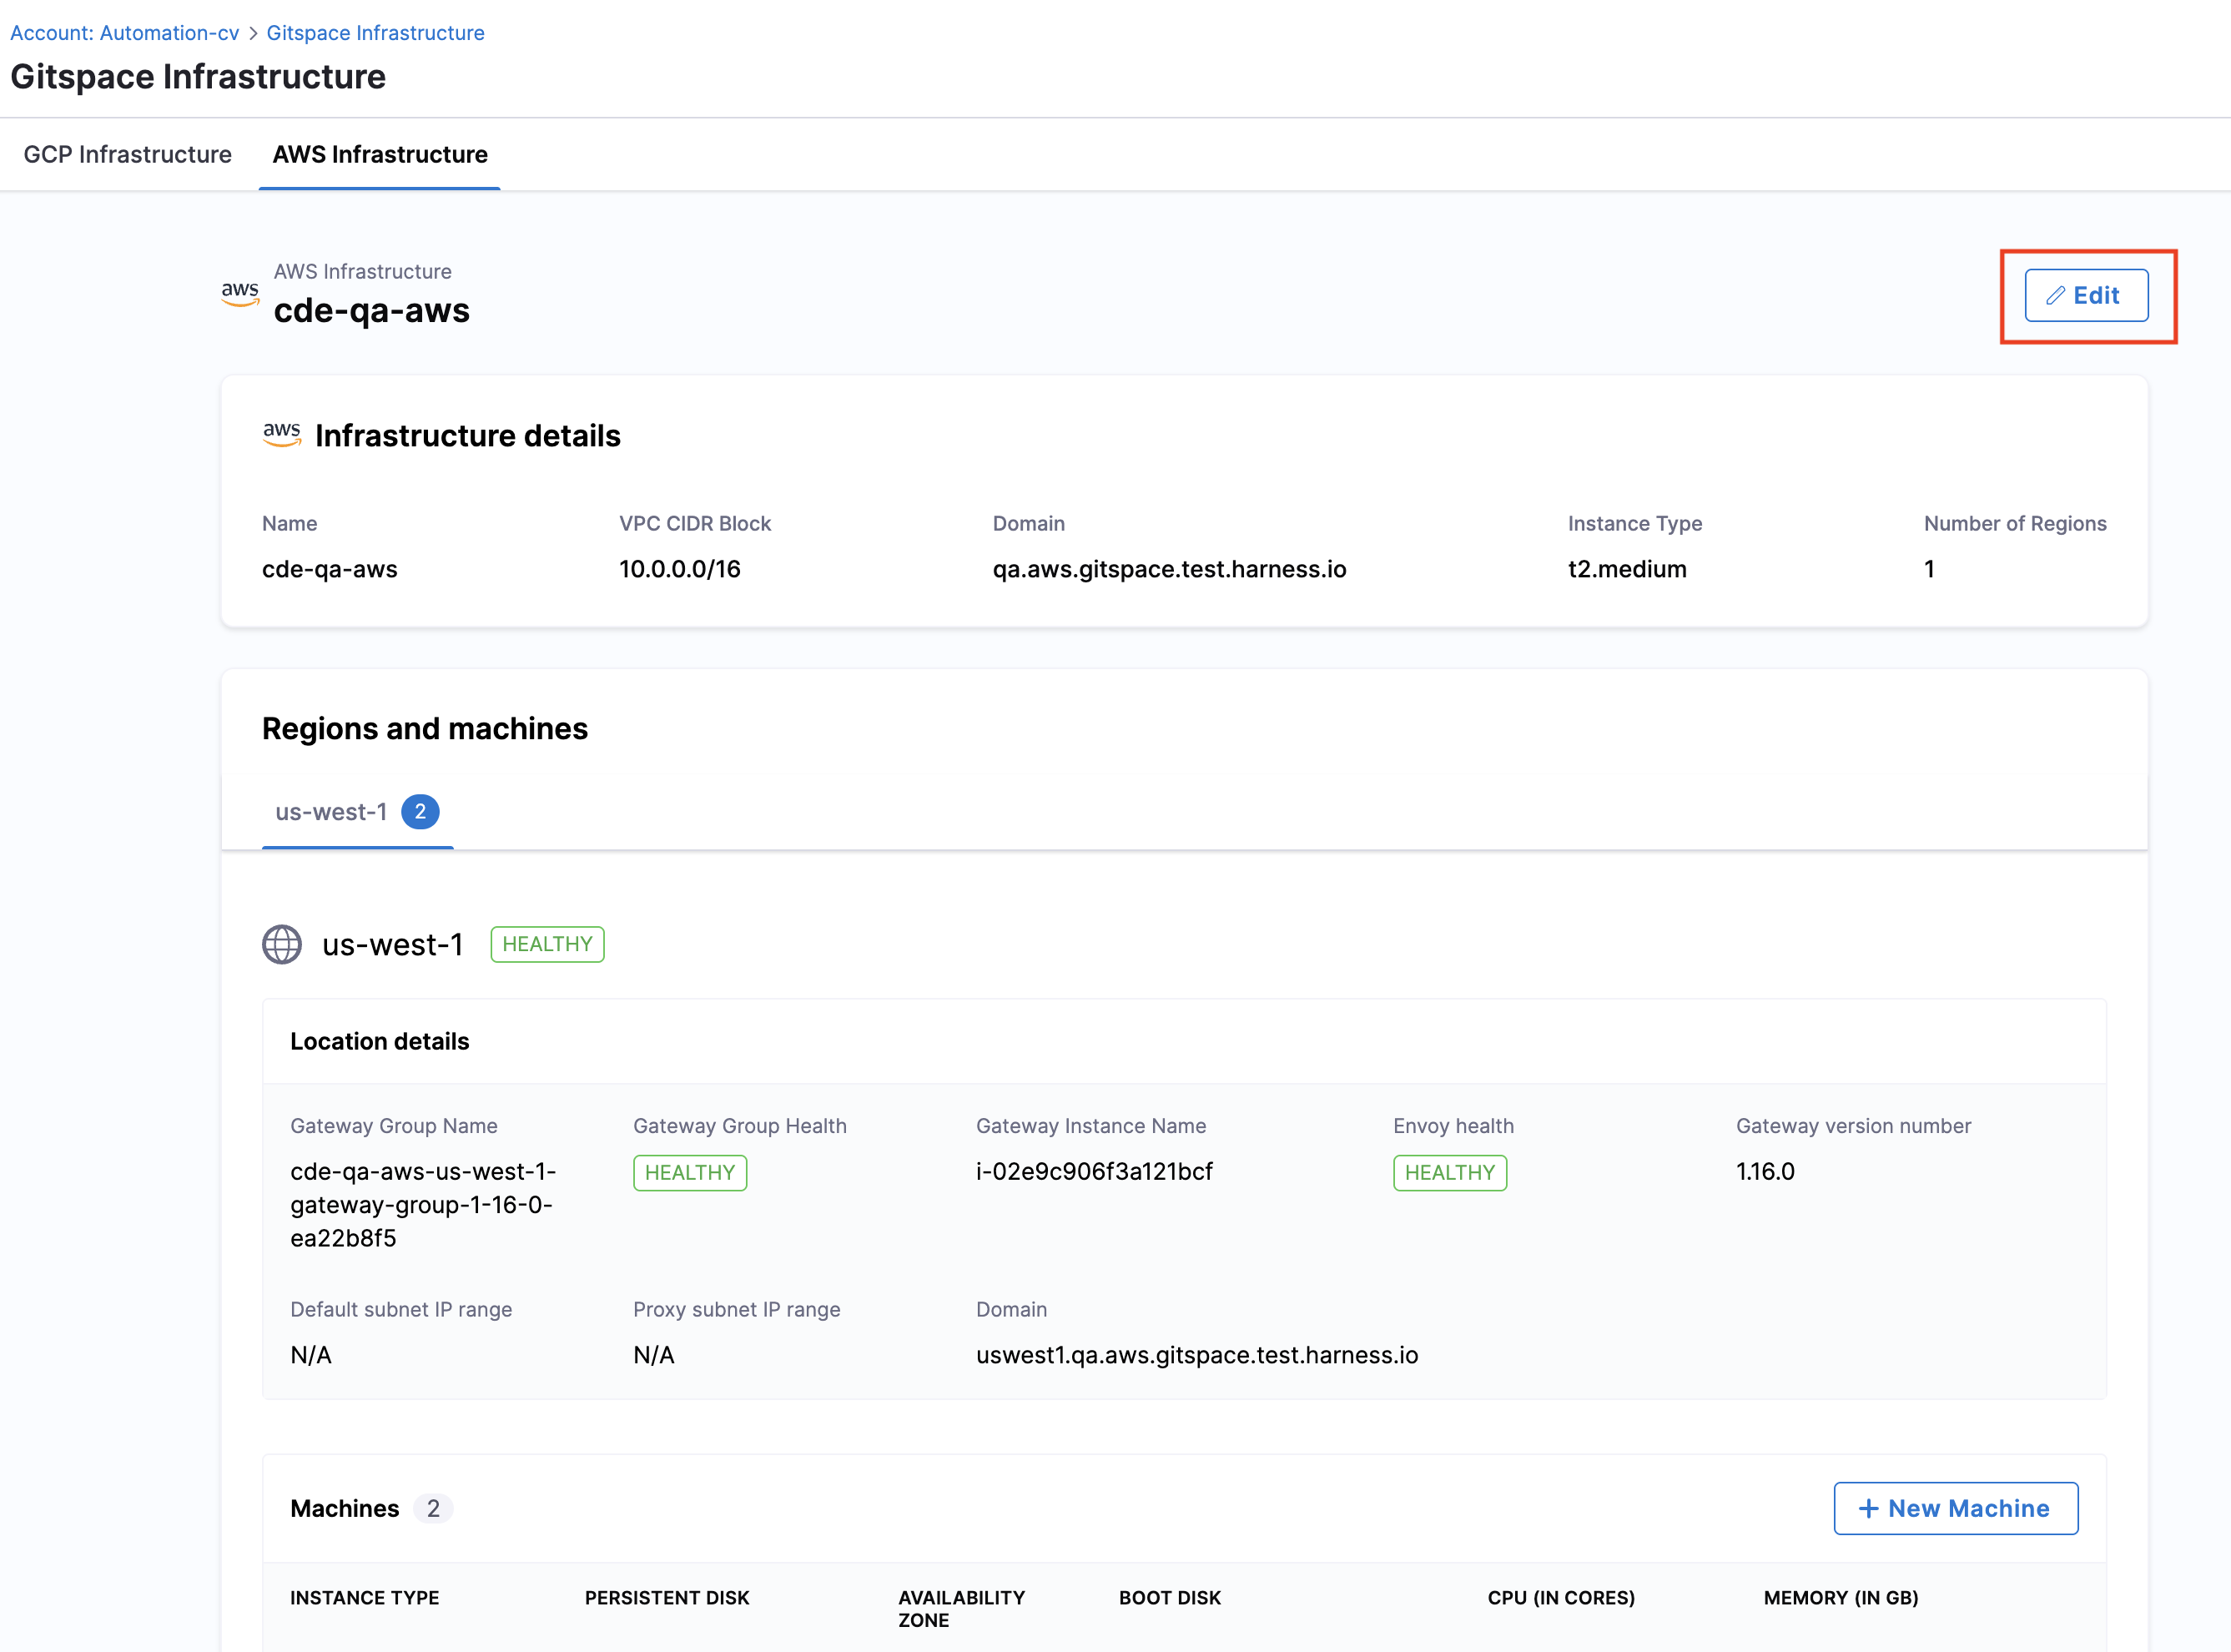 Account: Automation-cv > Gitspace Infrastructure
Gitspace Infrastructure
GCP Infrastructure AWS Infrastructure
aws
AWS Infrastructure
cde-qa-aws
Edit
aws Infrastructure details
Name VPC CIDR Block Domain Instance Type Number of Regions
cde-qa-aws 10.0.0.0/16 qa.aws.gitspace.test.harness.io t2.medium 1
Regions and machines
us-west-1 2
us-west-1 HEALTHY
Location details
Gateway Group Name Gateway Group Health Gateway Instance Name Envoy health Gateway version number
cde-qa-aws-us-west-1- HEALTHY i-02e9c906f3a121bcf HEALTHY 1.16.0
gateway-group-1-16-0-
ea22b8f5
Default subnet IP range Proxy subnet IP range Domain
N/A N/A uswest1.qa.aws.gitspace.test.harness.io
Machines 2 + New Machine
INSTANCE TYPE PERSISTENT DISK AVAILABILITY BOOT DISK CPU (IN CORES) MEMORY (IN GB)
ZONE